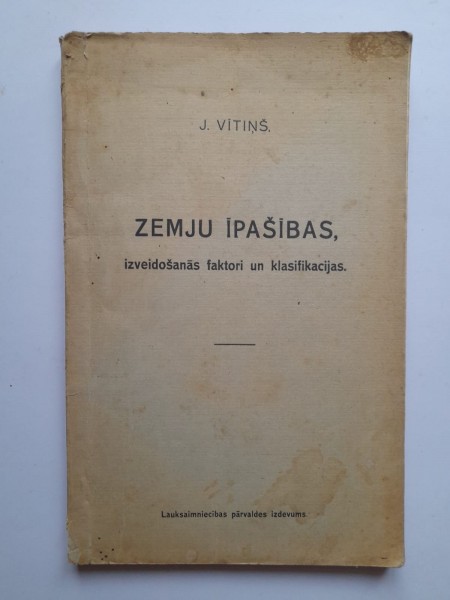 J. VĪTIŅŠ.
ZEMJU ĪPAŠĪBAS,
izveidošanās faktori un klasifikacijas.
Lauksaimniecības pārvaldes izdevums.